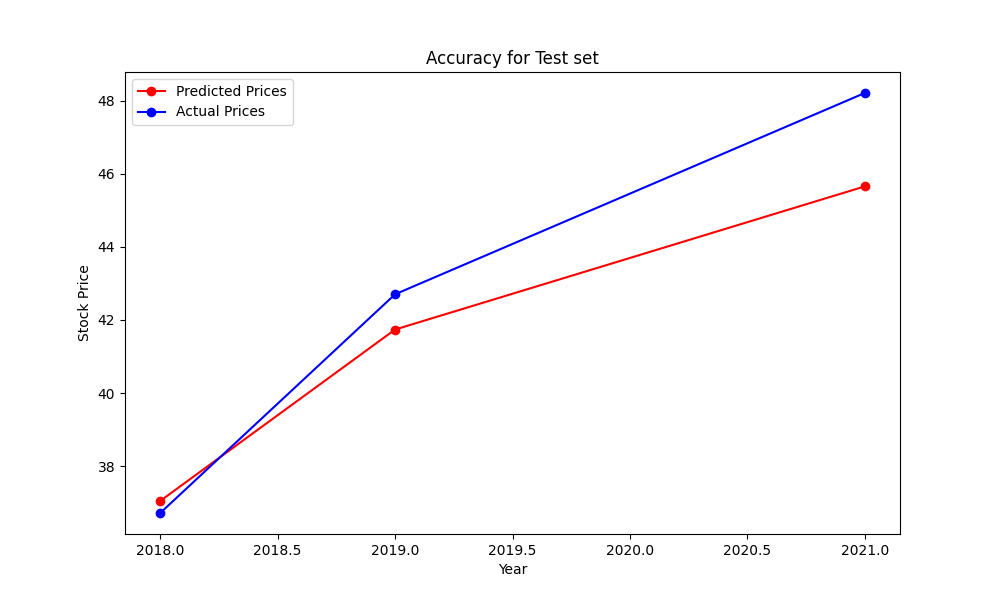 Accuracy for Test set
Predicted Prices
Actual Prices
48
46
44
42
40
38
Stock Price
2018.0 2018.5 2019.0 2019.5 2020.0 2020.5 2021.0
Year